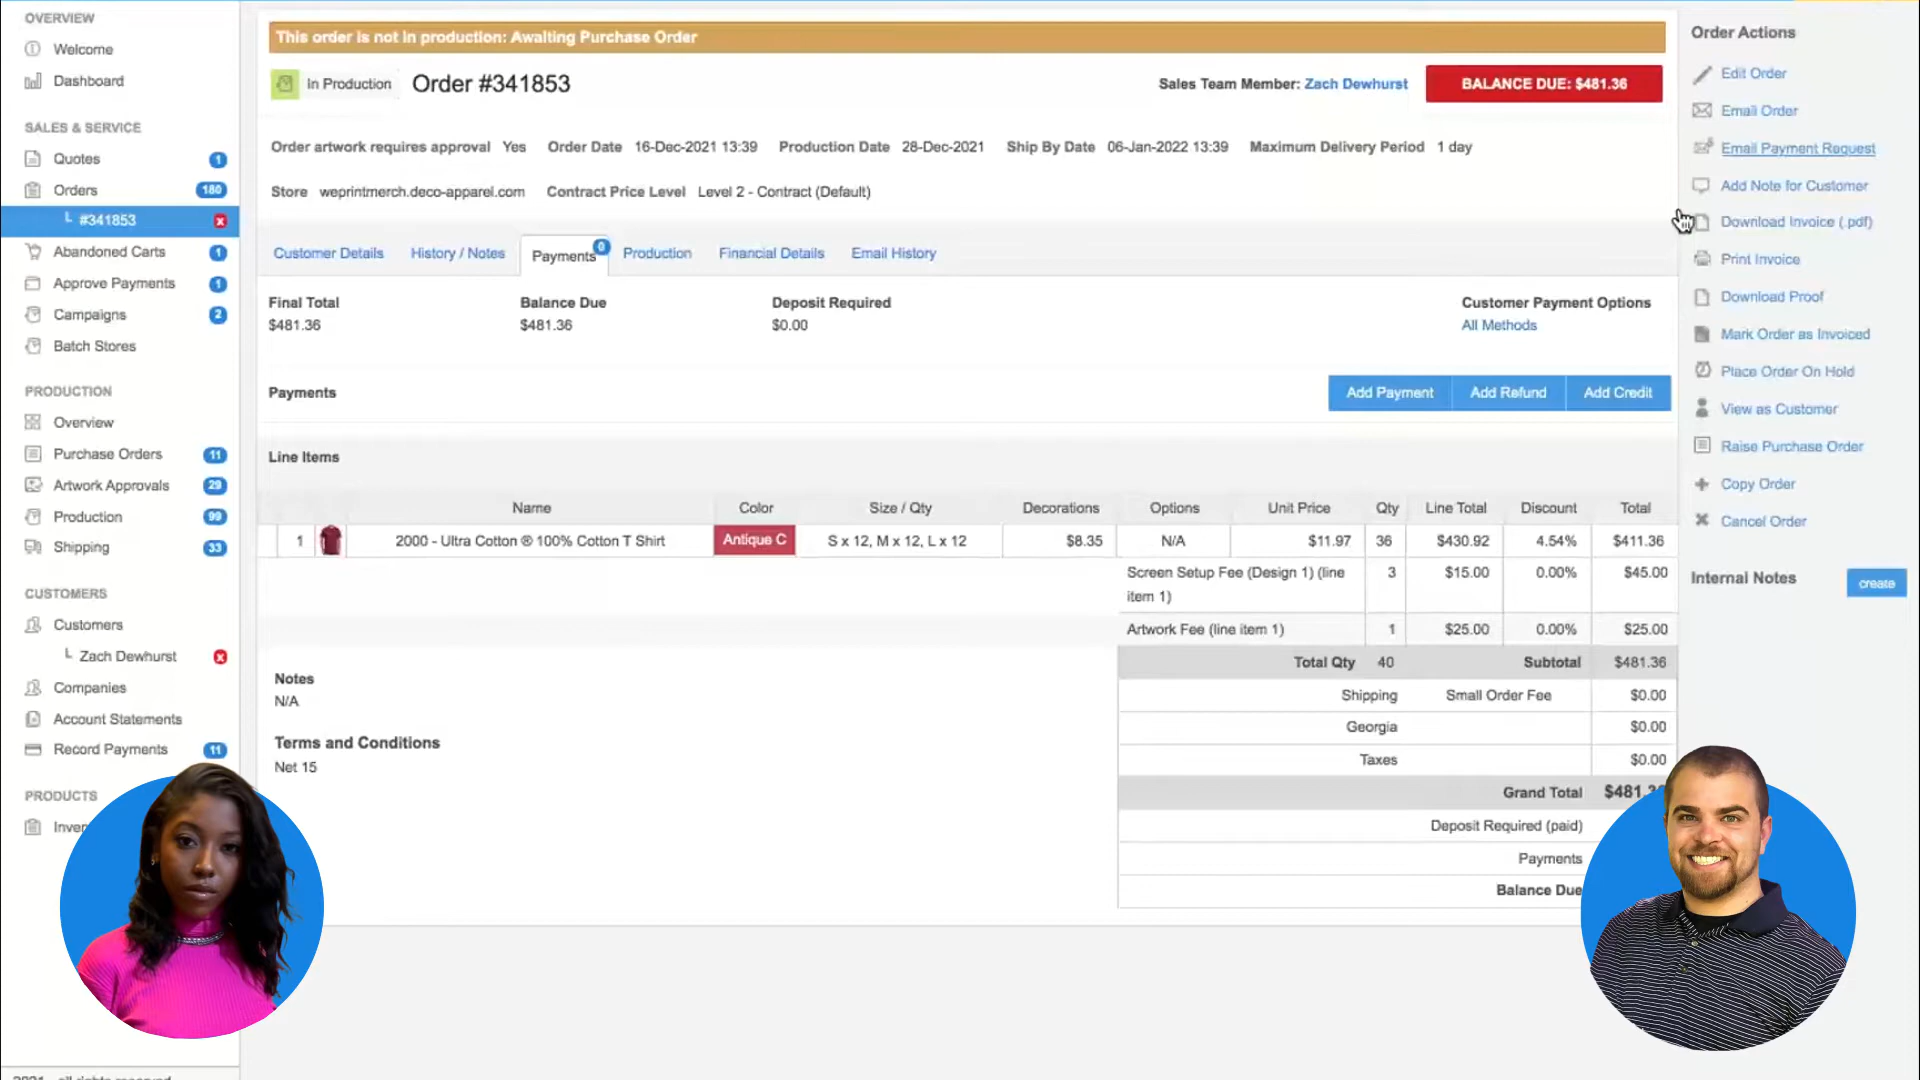 OVERVIEW
Welcome
Dashboard
SALES & SERVICE
Quotes 1
Orders 180
#341853 x
Abandoned Carts 1
Approve Payments 1
Campaigns 2
Batch Stores
PRODUCTION
Overview
Purchase Orders 11
Artwork Approvals 29
Production 99
Shipping 33
CUSTOMERS
Customers
Zach Dewhurst x
Companies
Account Statements
Record Payments 11
PRODUCTS
This order is not in production: Awaiting Purchase Order
In Production Order #341853 Sales Team Member: Zach Dewhurst BALANCE DUE: $481.36
Order artwork requires approval Yes Order Date 16-Dec-2021 13:39 Production Date 28-Dec-2021 Ship By Date 06-Jan-2022 13:39 Maximum Delivery Period 1 day
Store weprintmerch.deco-apparel.com Contract Price Level Level 2 - Contract (Default)
Customer Details History / Notes Payments 0 Production Financial Details Email History
Final Total Balance Due Deposit Required Customer Payment Options
$481.36 $481.36 $0.00 All Methods
Payments Add Payment Add Refund Add Credit
Line Items
Name Color Size / Qty Decorations Options Unit Price Qty Line Total Discount Total
1 2000 - Ultra Cotton ® 100% Cotton T Shirt Antique C S x 12, M x 12, L x 12 $8.35 N/A $11.97 36 $430.92 4.54% $411.36
Screen Setup Fee (Design 1) (line 3 $15.00 0.00% $45.00
item 1)
Artwork Fee (line item 1) 1 $25.00 0.00% $25.00
Total Qty 40 Subtotal $481.36
Shipping Small Order Fee $0.00
Georgia $0.00
Taxes $0.00
Grand Total
Deposit Required (paid)
Payments
Balance Due
Notes
N/A
Terms and Conditions
Net 15
Order Actions
Edit Order
Email Order
Email Payment Request
Add Note for Customer
Download Invoice (.pdf)
Print Invoice
Download Proof
Mark Order as Invoiced
Place Order On Hold
View as Customer
Raise Purchase Order
Copy Order
Cancel Order
Internal Notes create